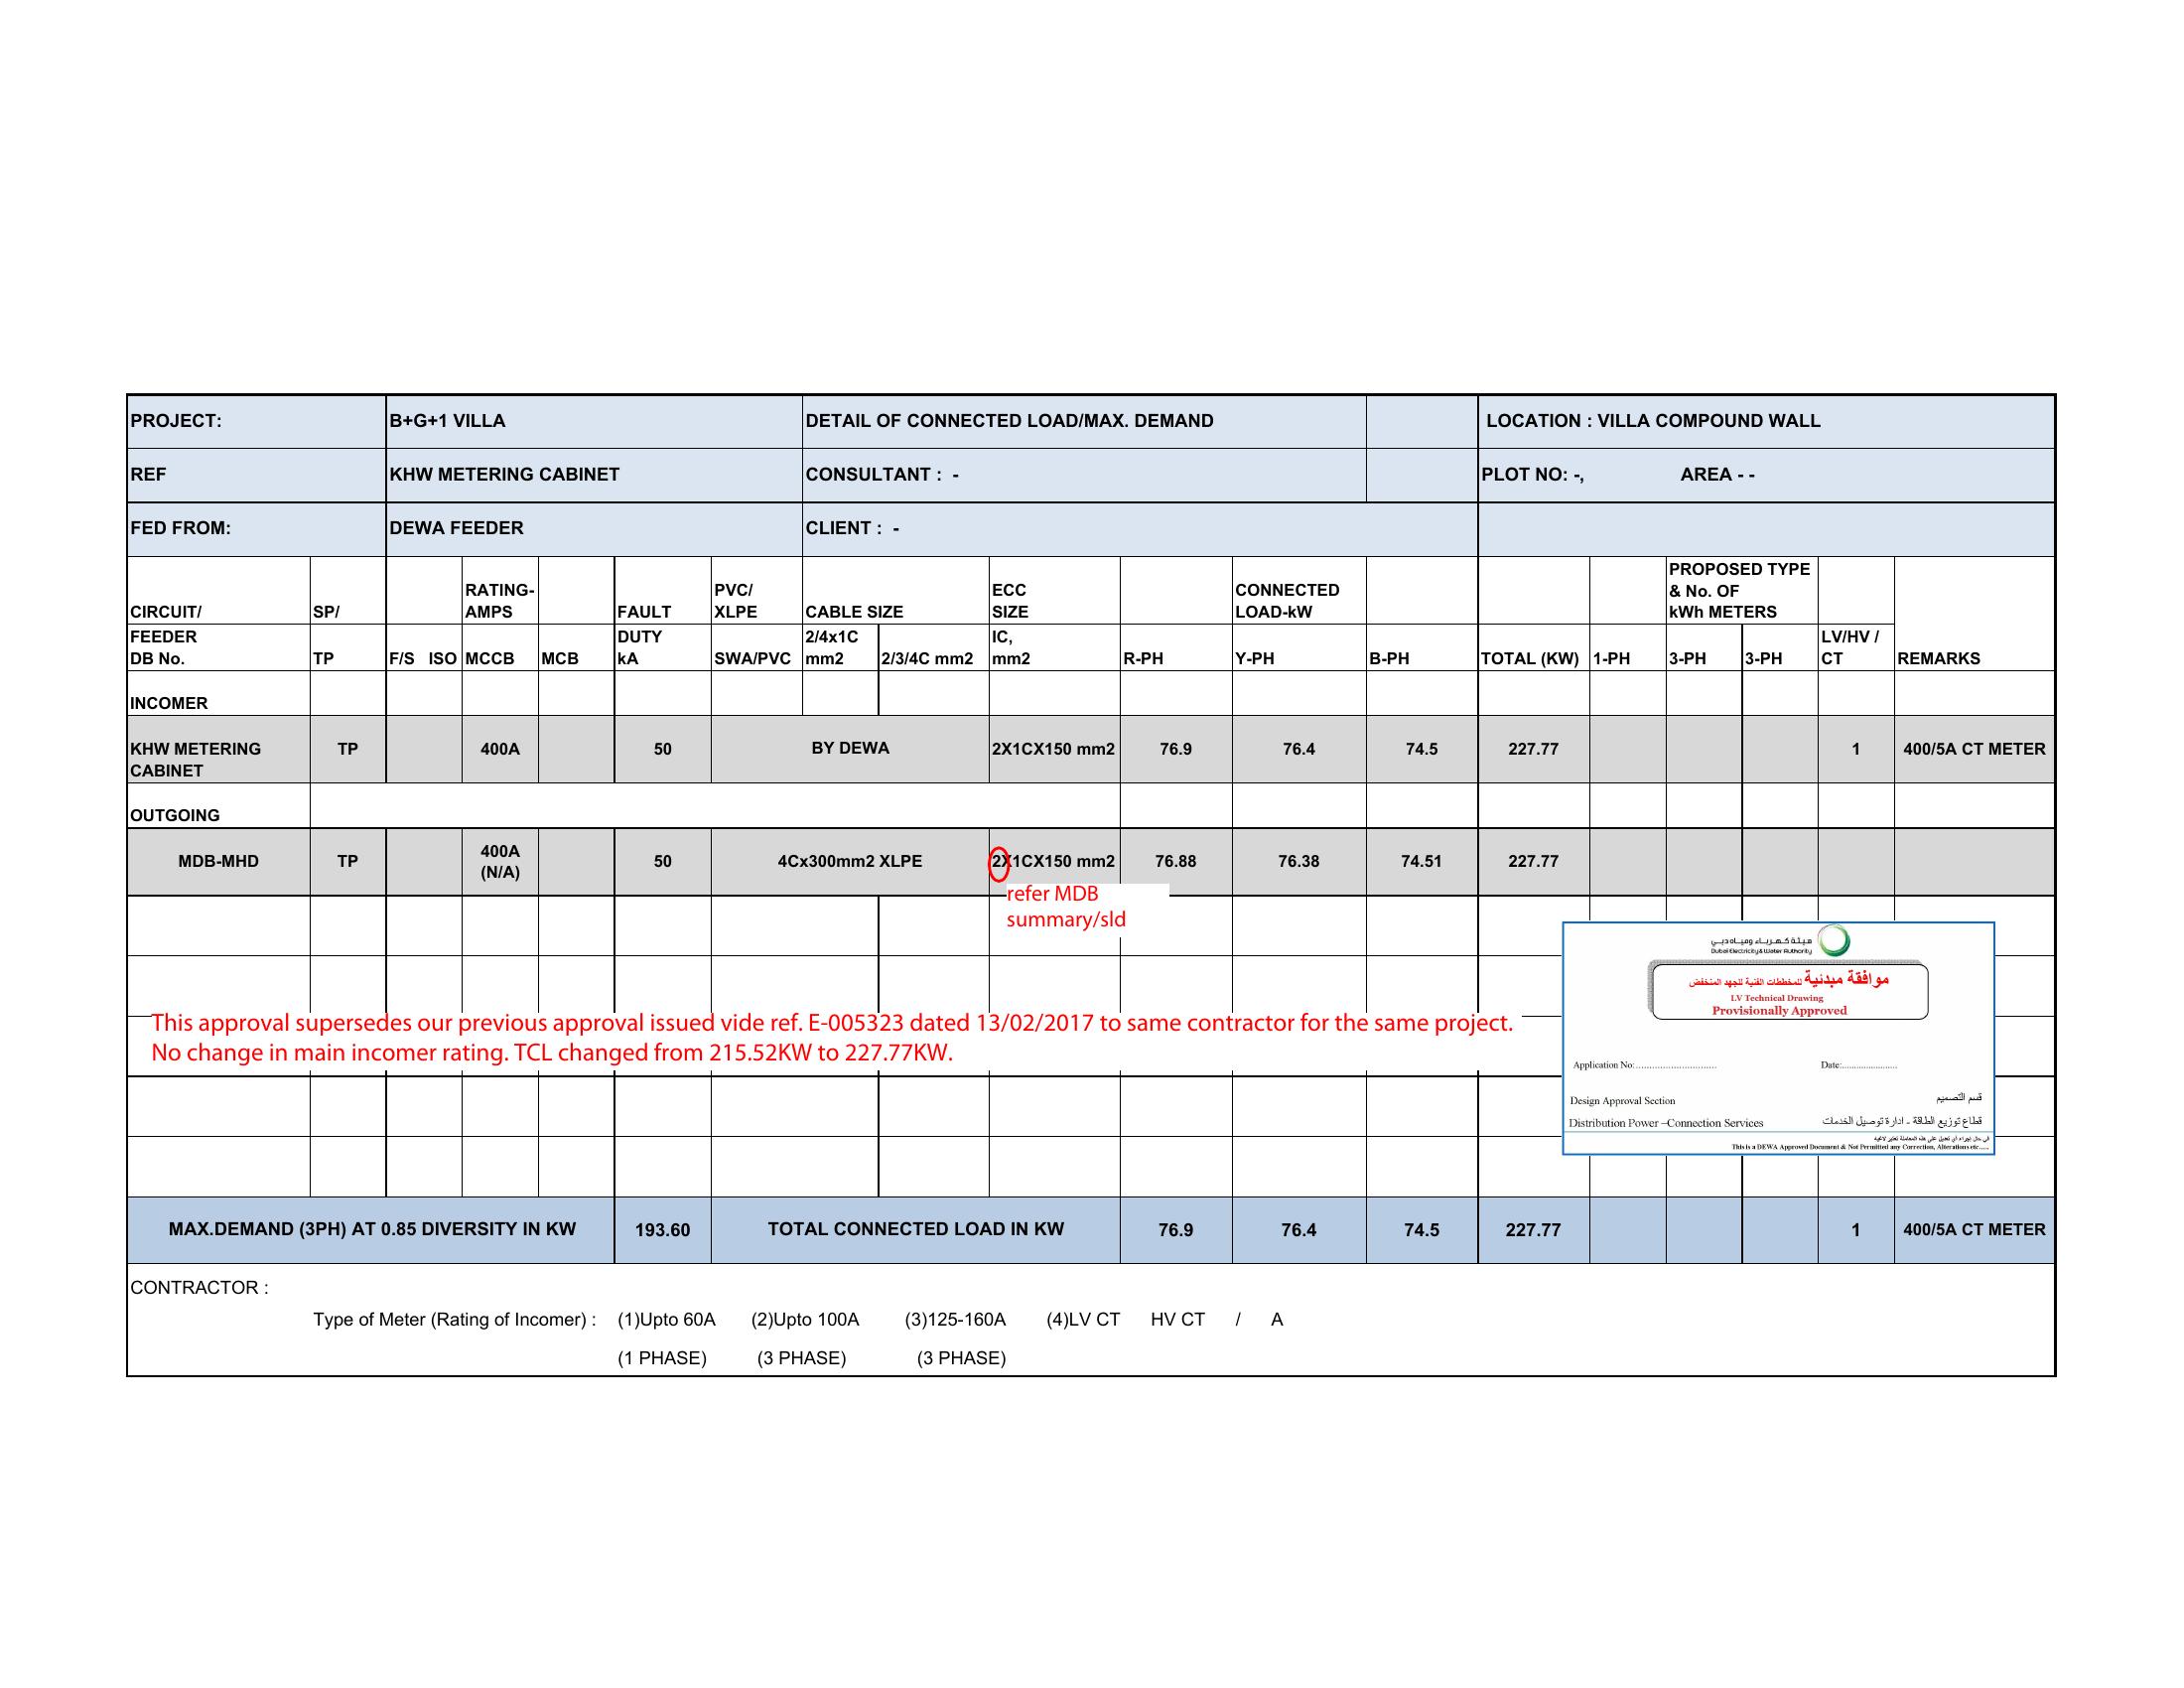 PROJECT: B+G+1 VILLA DETAIL OF CONNECTED LOAD/MAX. DEMAND LOCATION : VILLA COMPOUND WALL
REF KHW METERING CABINET CONSULTANT : - PLOT NO: -, AREA - -
FED FROM: DEWA FEEDER CLIENT : -
PROPOSED TYPE
RATING- PVC/ ECC CONNECTED & No. OF
CIRCUIT/ SP/ AMPS FAULT XLPE CABLE SIZE SIZE LOAD-kW kWh METERS
FEEDER DUTY 2/4x1C IC, LV/HV /
DB No. TP F/S ISO MCCB MCB kA SWA/PVC mm2 2/3/4C mm2 mm2 R-PH Y-PH B-PH TOTAL (KW) 1-PH 3-PH 3-PH CT REMARKS
INCOMER
KHW METERING TP 400A 50 BY DEWA 2X1CX150 mm2 76.9 76.4 74.5 227.77 1 400/5A CT METER
CABINET
OUTGOING
MDB-MHD TP 400A 50 4Cx300mm2 XLPE 2X1CX150 mm2 76.88 76.38 74.51 227.77
(N/A)
refer MDB
summary/sld
هيئة كهرباء ومياه دبي
Dubai Electricity & Water Authority
موافقة مبدئية للمخططات الفنية للجهد المنخفض
LV Technical Drawing
Provisionally Approved
This approval supersedes our previous approval issued vide ref. E-005323 dated 13/02/2017 to same contractor for the same project.
No change in main incomer rating. TCL changed from 215.52KW to 227.77KW.
Application No:............................ Date:......................
Design Approval Section قسم التصميم
Distribution Power –Connection Services قطاع توزيع الطاقة - ادارة توصيل الخدمات
في حال اجراء أي تعديل على هذه المعاملة تعتبر لاغية
This is a DEWA Approved Document & Not Permitted any Correction, Alterations etc.....
MAX.DEMAND (3PH) AT 0.85 DIVERSITY IN KW 193.60 TOTAL CONNECTED LOAD IN KW 76.9 76.4 74.5 227.77 1 400/5A CT METER
CONTRACTOR :
Type of Meter (Rating of Incomer) : (1)Upto 60A (2)Upto 100A (3)125-160A (4)LV CT HV CT / A
(1 PHASE) (3 PHASE) (3 PHASE)